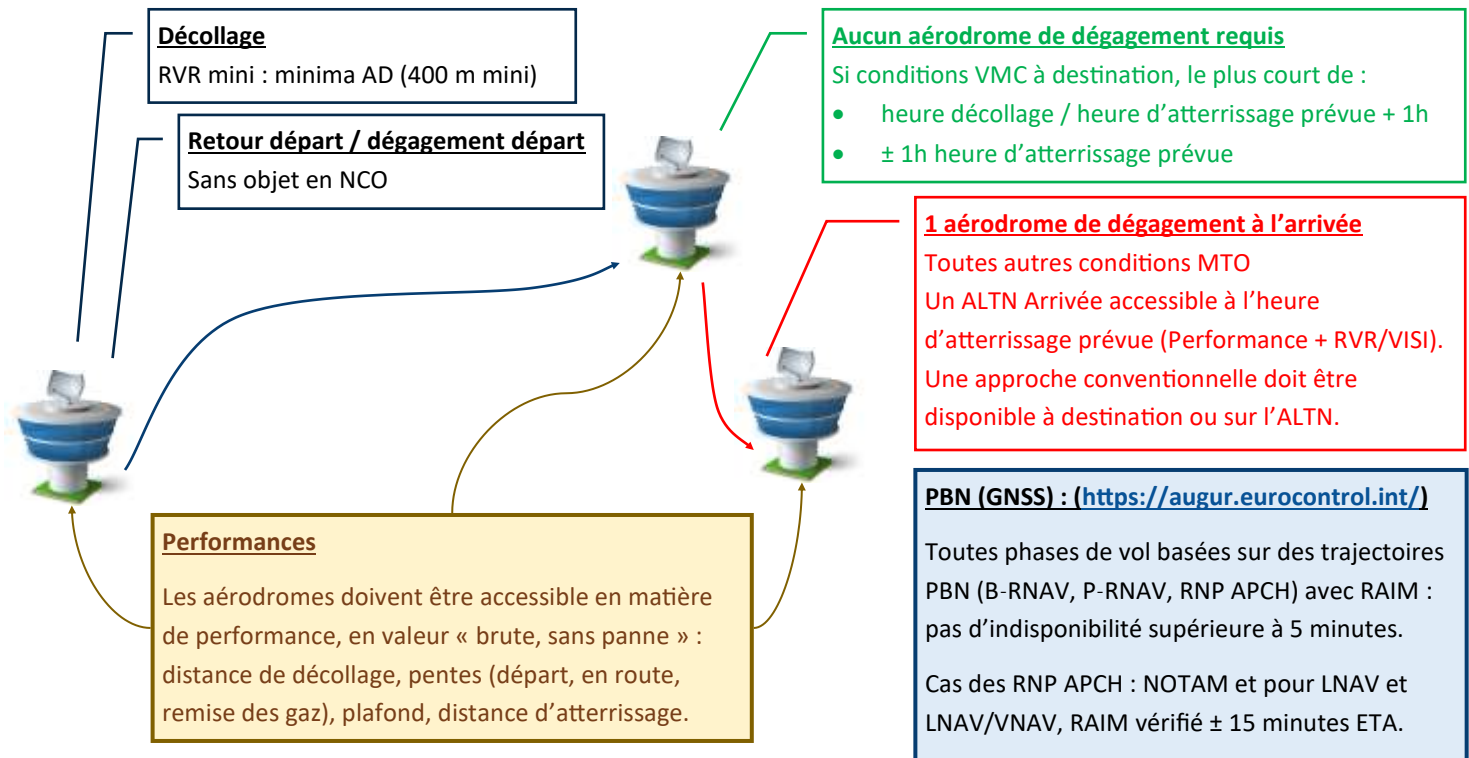 Décollage
RVR mini : minima AD (400 m mini)
Retour départ / dégagement départ
Sans objet en NCO
Aucun aérodrome de dégagement requis
Si conditions VMC à destination, le plus court de :
• heure décollage / heure d’atterrissage prévue + 1h
• ± 1h heure d’atterrissage prévue
1 aérodrome de dégagement à l’arrivée
Toutes autres conditions MTO
Un ALTN Arrivée accessible à l’heure
d’atterrissage prévue (Performance + RVR/VISI).
Une approche conventionnelle doit être
disponible à destination ou sur l’ALTN.
Performances
Les aérodromes doivent être accessible en matière
de performance, en valeur « brute, sans panne » :
distance de décollage, pentes (départ, en route,
remise des gaz), plafond, distance d’atterrissage.
PBN (GNSS) : (https://augur.eurocontrol.int/)
Toutes phases de vol basées sur des trajectoires
PBN (B-RNAV, P-RNAV, RNP APCH) avec RAIM :
pas d’indisponibilité supérieure à 5 minutes.
Cas des RNP APCH : NOTAM et pour LNAV et
LNAV/VNAV, RAIM vérifié ± 15 minutes ETA.